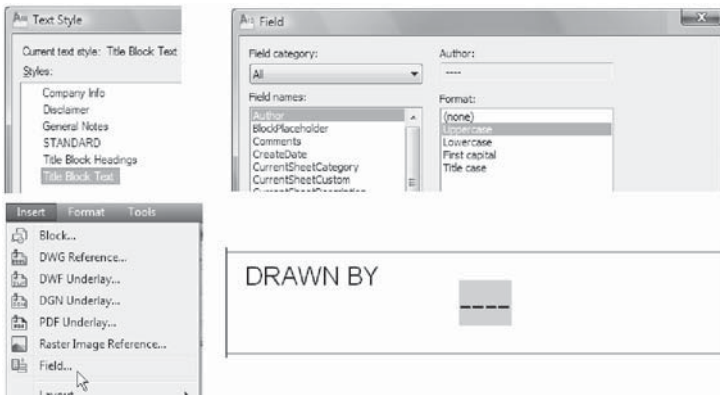 Text Style
Current text style: Title Block Text
Styles:
Company Info
Disclaimer
General Notes
STANDARD
Title Block Headings
Title Block Text
Field
Field category:
All
Field names:
Author
BlockPlaceholder
Comments
CreateDate
CurrentSheetCategory
CurrentSheetCustom
CurrentSheetDescription
Author:
----
Format:
(none)
Uppercase
Lowercase
First capital
Title case
Insert Format Tools
Block...
DWG Reference...
DWF Underlay...
DGN Underlay...
PDF Underlay...
Raster Image Reference...
Field...
Layout
DRAWN BY
----